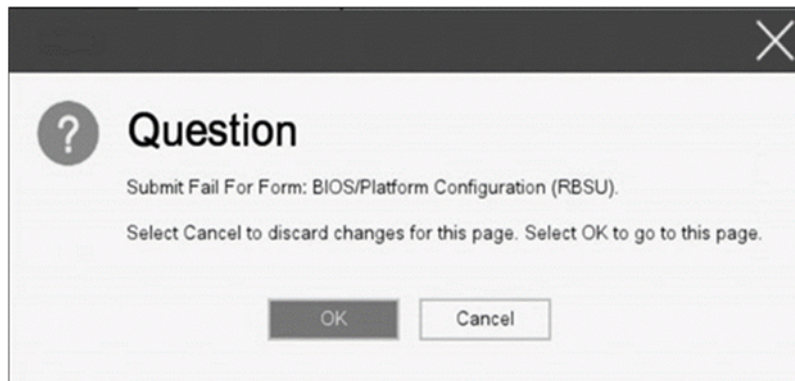 ?
Question
Submit Fail For Form: BIOS/Platform Configuration (RBSU).
Select Cancel to discard changes for this page. Select OK to go to this page.
OK Cancel